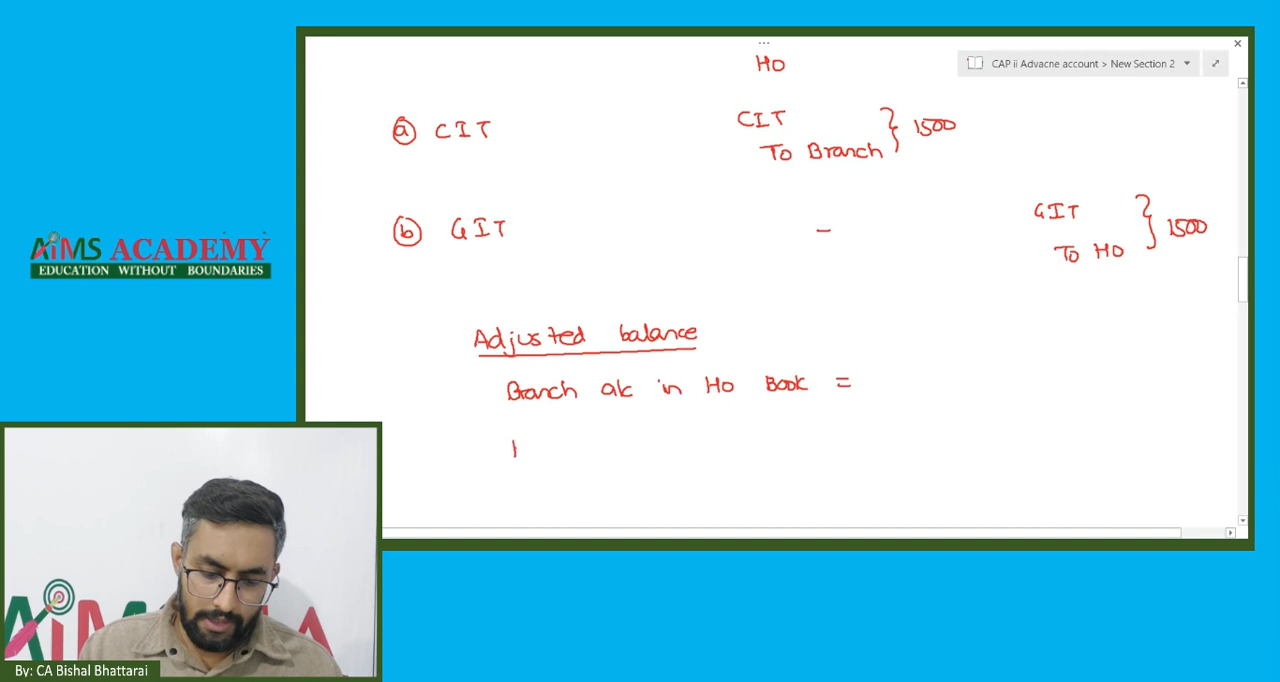 ...
HO
CAP ii Advacne account > New Section 2
a CIT
CIT
To Branch } 1500
b GIT
-
GIT
To HO } 1500
Adjusted balance
Branch a/c in HO Book =
AIMS ACADEMY
EDUCATION WITHOUT BOUNDARIES
By: CA Bishal Bhattarai